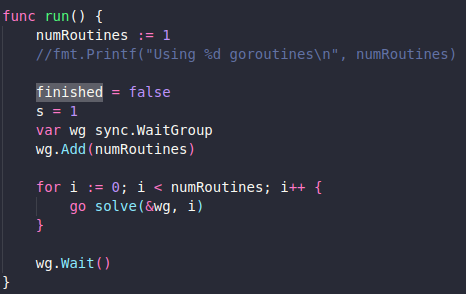 func run() {
    numRoutines := 1
    //fmt.Printf("Using %d goroutines\n", numRoutines)
    finished = false
    s = 1
    var wg sync.WaitGroup
    wg.Add(numRoutines)
    for i := 0; i < numRoutines; i++ {
        go solve(&wg, i)
    }
    wg.Wait()
}